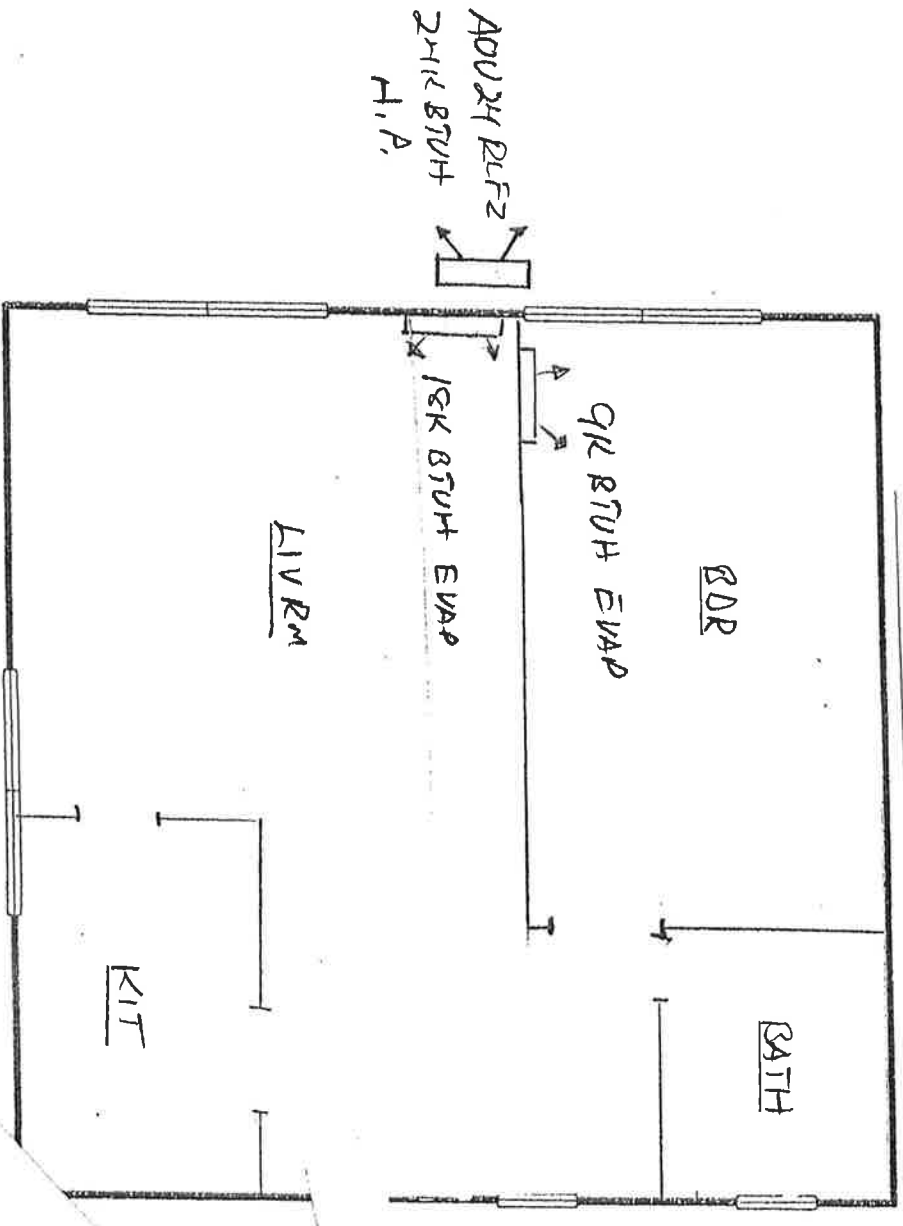 AOU24RLFZ
24K BTUH
H.P.
9K BTUH EVAP
BDR
18K BTUH EVAP
LIVRM
BATH
KIT